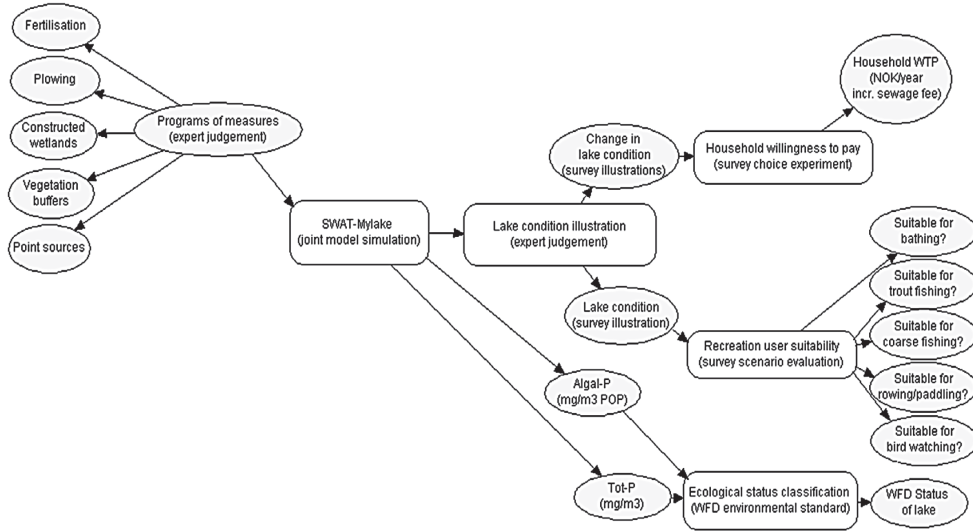 Fertilisation
Plowing
Constructed
wetlands
Vegetation
buffers
Point sources
Programs of measures
(expert judgement)
SWAT-Mylake
(joint model simulation)
Lake condition illustration
(expert judgement)
Change in
lake condition
(survey illustrations)
Household willingness to pay
(survey choice experiment)
Household WTP
(NOK/year
incr. sewage fee)
Lake condition
(survey illustration)
Recreation user suitability
(survey scenario evaluation)
Suitable for
bathing?
Suitable for
trout fishing?
Suitable for
coarse fishing?
Suitable for
rowing/paddling?
Suitable for
bird watching?
Algal-P
(mg/m3 POP)
Tot-P
(mg/m3)
Ecological status classification
(WFD environmental standard)
WFD Status
of lake